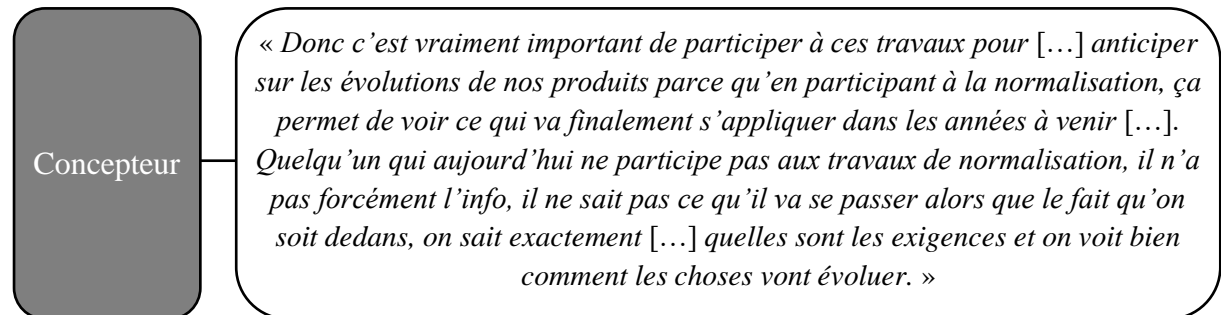 Concepteur
« Donc c’est vraiment important de participer à ces travaux pour […] anticiper
sur les évolutions de nos produits parce qu’en participant à la normalisation, ça
permet de voir ce qui va finalement s’appliquer dans les années à venir […].
Quelqu’un qui aujourd’hui ne participe pas aux travaux de normalisation, il n’a
pas forcément l’info, il ne sait pas ce qu’il va se passer alors que le fait qu’on
soit dedans, on sait exactement […] quelles sont les exigences et on voit bien
comment les choses vont évoluer. »